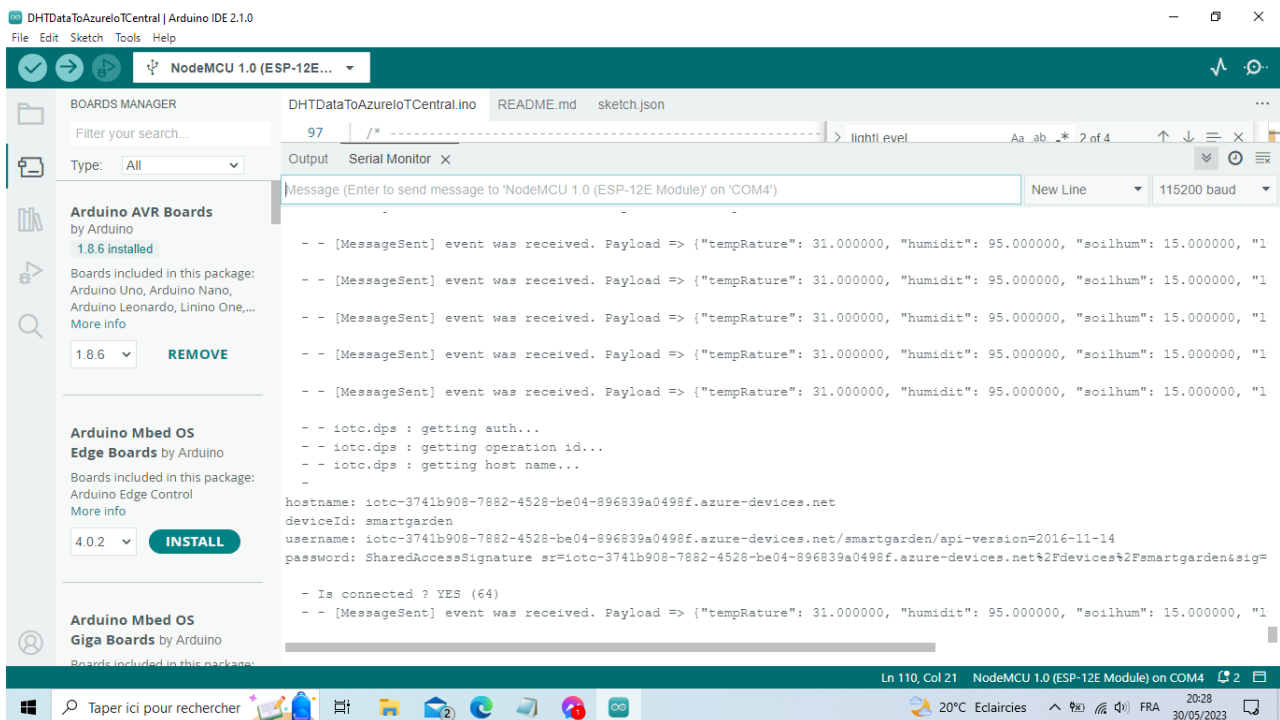 DHTDataToAzureIoTCentral | Arduino IDE 2.1.0
File Edit Sketch Tools Help
NodeMCU 1.0 (ESP-12E...
BOARDS MANAGER
Filter your search...
Type: All
Arduino AVR Boards
by Arduino
1.8.6 installed
Boards included in this package:
Arduino Uno, Arduino Nano,
Arduino Leonardo, Linino One,...
More info
1.8.6 REMOVE
Arduino Mbed OS
Edge Boards by Arduino
Boards included in this package:
Arduino Edge Control
More info
4.0.2 INSTALL
Arduino Mbed OS
Giga Boards by Arduino
Boards included in this package:
DHTDataToAzureIoTCentral.ino README.md sketch.json
97 /* --------------------------------------------------------
> lightLevel Aa ab .* 2 of 4
Output Serial Monitor
Message (Enter to send message to 'NodeMCU 1.0 (ESP-12E Module)' on 'COM4')
New Line 115200 baud
- - [MessageSent] event was received. Payload => {"tempRature": 31.000000, "humidit": 95.000000, "soilhum": 15.000000, "l
- - [MessageSent] event was received. Payload => {"tempRature": 31.000000, "humidit": 95.000000, "soilhum": 15.000000, "l
- - [MessageSent] event was received. Payload => {"tempRature": 31.000000, "humidit": 95.000000, "soilhum": 15.000000, "l
- - [MessageSent] event was received. Payload => {"tempRature": 31.000000, "humidit": 95.000000, "soilhum": 15.000000, "l
- - [MessageSent] event was received. Payload => {"tempRature": 31.000000, "humidit": 95.000000, "soilhum": 15.000000, "l
- - iotc.dps : getting auth...
- - iotc.dps : getting operation id...
- - iotc.dps : getting host name...
-
hostname: iotc-3741b908-7882-4528-be04-896839a0498f.azure-devices.net
deviceId: smartgarden
username: iotc-3741b908-7882-4528-be04-896839a0498f.azure-devices.net/smartgarden/api-version=2016-11-14
password: SharedAccessSignature sr=iotc-3741b908-7882-4528-be04-896839a0498f.azure-devices.net%2Fdevices%2Fsmartgarden&sig=
- Is connected ? YES (64)
- - [MessageSent] event was received. Payload => {"tempRature": 31.000000, "humidit": 95.000000, "soilhum": 15.000000, "l
Ln 110, Col 21 NodeMCU 1.0 (ESP-12E Module) on COM4 2
Taper ici pour rechercher
2
1
20°C Eclaircies
FRA
20:28
30/05/2023